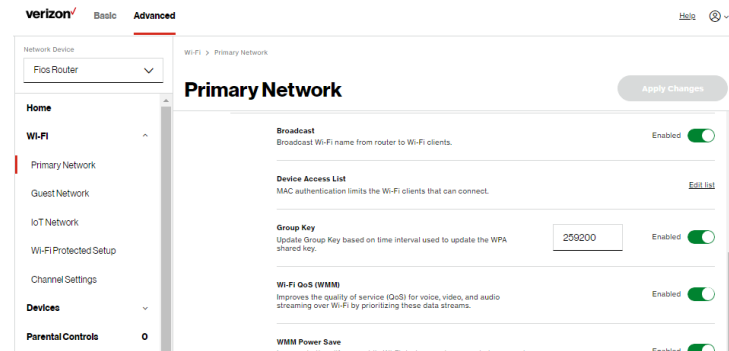 verizon✓ Basic Advanced Help
Network Device
Fios Router
Home
Wi-Fi
Primary Network
Guest Network
IoT Network
Wi-Fi Protected Setup
Channel Settings
Devices
Parental Controls 0
Wi-Fi > Primary Network
Primary Network Apply Changes
Broadcast
Broadcast Wi-Fi name from router to Wi-Fi clients.
Enabled
Device Access List
MAC authentication limits the Wi-Fi clients that can connect.
Edit list
Group Key
Update Group Key based on time interval used to update the WPA
shared key.
259200
Enabled
Wi-Fi QoS (WMM)
Improves the quality of service (QoS) for voice, video, and audio
streaming over Wi-Fi by prioritizing these data streams.
Enabled
WMM Power Save
Enabled